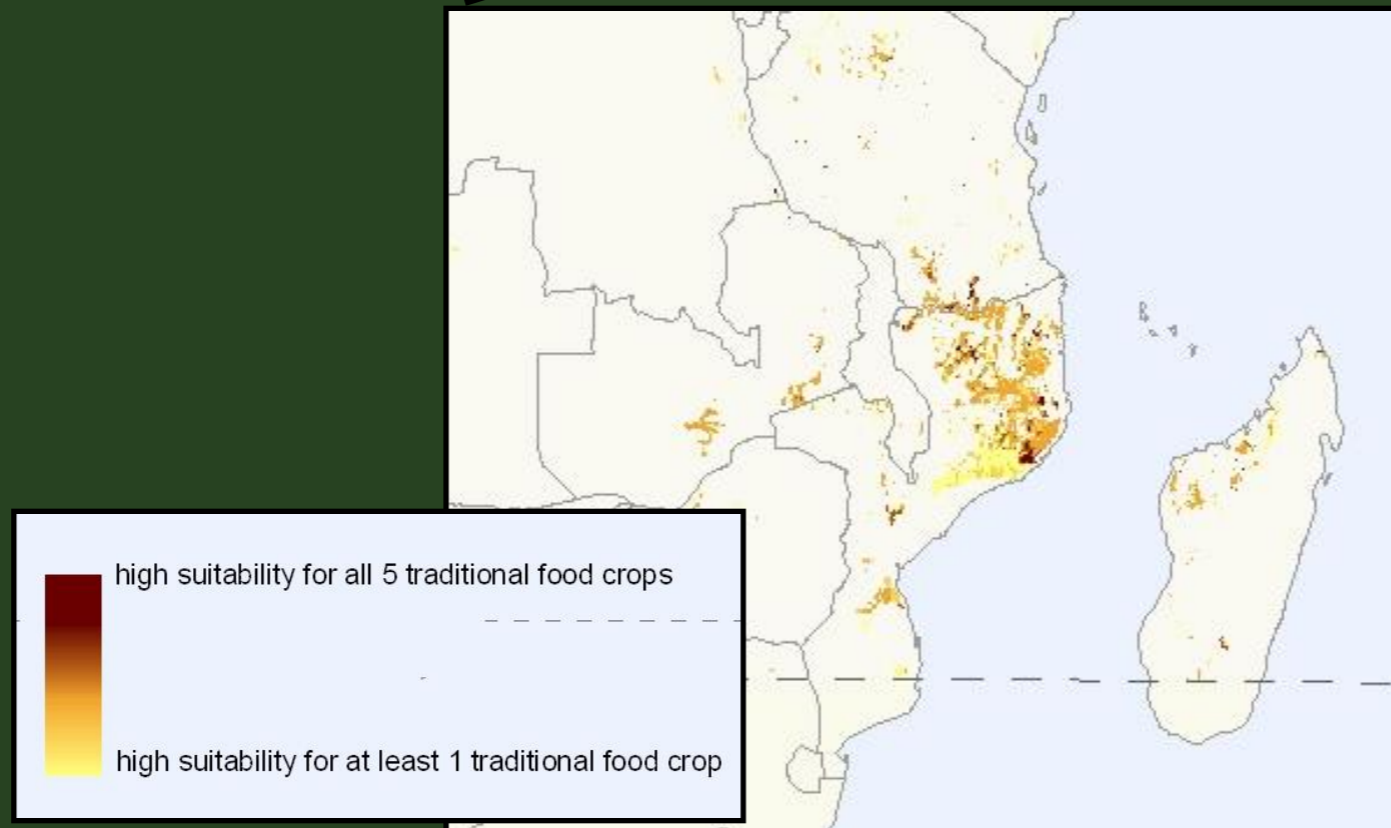 high suitability for all 5 traditional food crops
high suitability for at least 1 traditional food crop